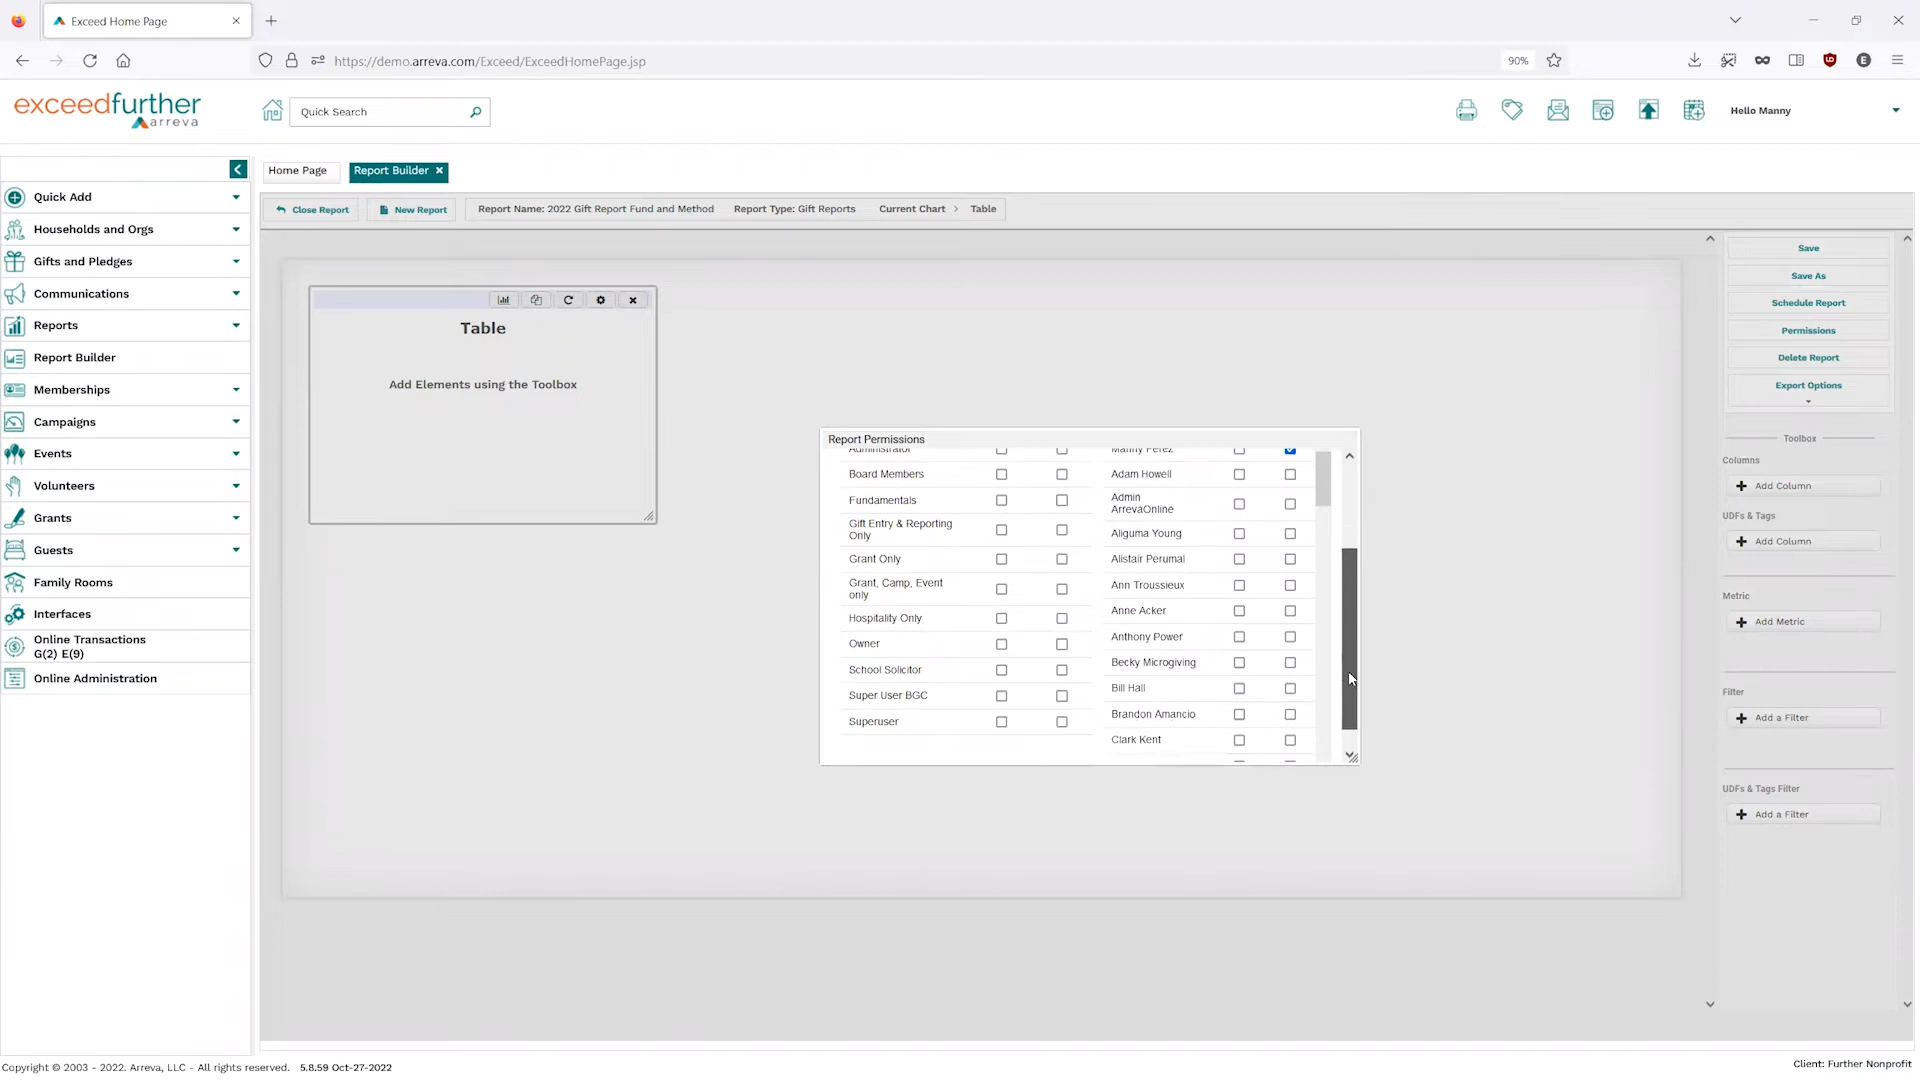 Exceed Home Page
https://demo.arreva.com/Exceed/ExceedHomePage.jsp
90%
exceedfurther
arreva
Quick Search
Hello Manny
Home Page
Report Builder
Close Report
New Report
Report Name: 2022 Gift Report Fund and Method
Report Type: Gift Reports
Current Chart > Table
Quick Add
Households and Orgs
Gifts and Pledges
Communications
Reports
Report Builder
Memberships
Campaigns
Events
Volunteers
Grants
Guests
Family Rooms
Interfaces
Online Transactions
G(2) E(9)
Online Administration
Table
Add Elements using the Toolbox
Report Permissions
Administrator
Board Members
Fundamentals
Gift Entry & Reporting
Only
Grant Only
Grant, Camp, Event
only
Hospitality Only
Owner
School Solicitor
Super User BGC
Superuser
Manny Perez
Adam Howell
Admin
ArrevaOnline
Aliguma Young
Alistair Perumal
Ann Troussieux
Anne Acker
Anthony Power
Becky Microgiving
Bill Hall
Brandon Amancio
Clark Kent
Save
Save As
Schedule Report
Permissions
Delete Report
Export Options
Toolbox
Columns
Add Column
UDFs & Tags
Add Column
Metric
Add Metric
Filter
Add a Filter
UDFs & Tags Filter
Add a Filter
Copyright © 2003 - 2022. Arreva, LLC - All rights reserved. 5.8.59 Oct-27-2022
Client: Further Nonprofit